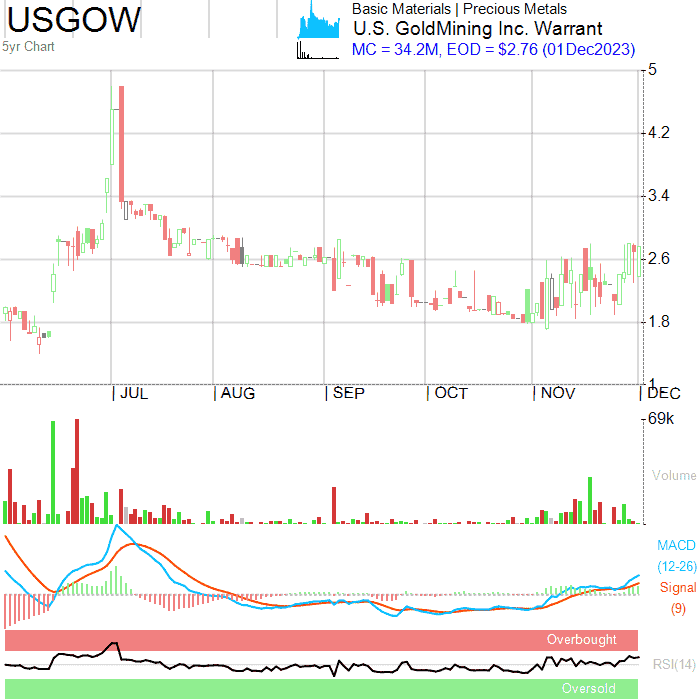 USGOW
5yr Chart
Basic Materials | Precious Metals
U.S. GoldMining Inc. Warrant
MC = 34.2M, EOD = $2.76 (01Dec2023)
5
4.2
3.4
2.6
1.8
1
| JUL | AUG | SEP | OCT | NOV | DEC
69k
Volume
MACD
(12-26)
Signal
(9)
Overbought
RSI(14)
Oversold